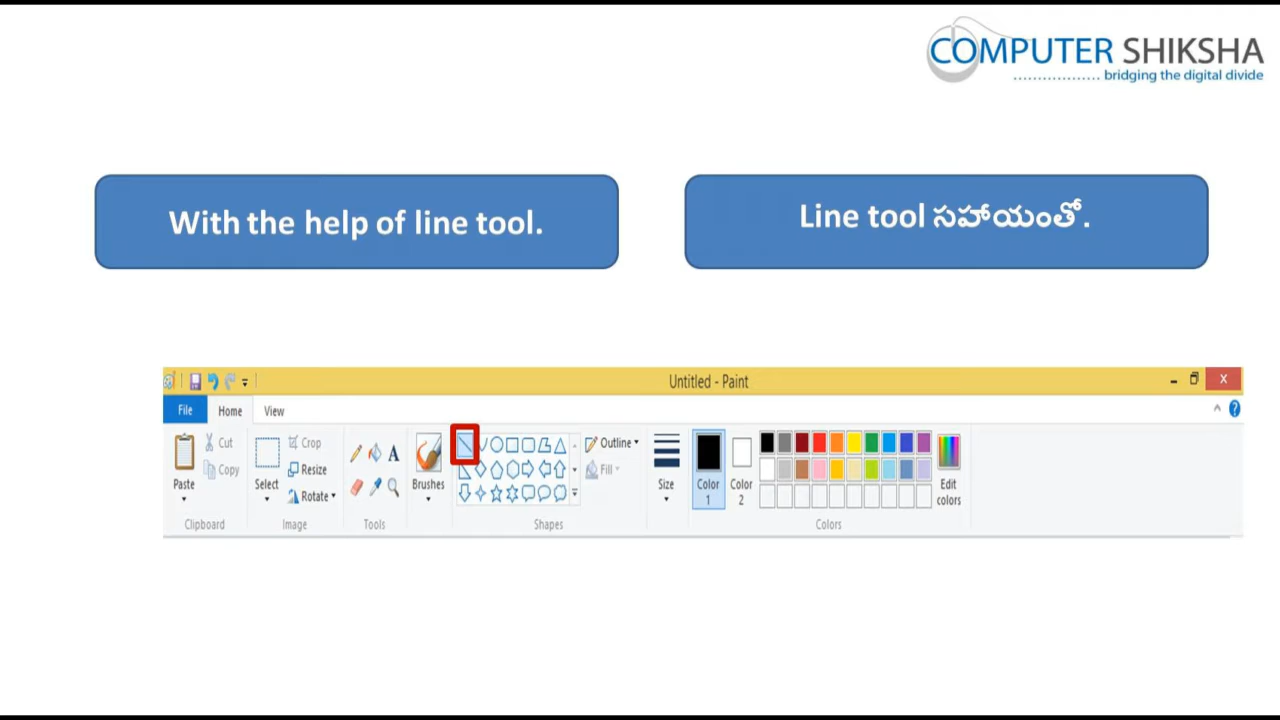 COMPUTER SHIKSHA
bridging the digital divide
With the help of line tool.
Line tool సహాయంతో.
Untitled - Paint
File Home View
Paste
Cut
Copy
Clipboard
Select
Crop
Resize
Rotate
Image
A
Tools
Brushes
Shapes
Outline
Fill
Size
Color 1
Color 2
Edit colors
Colors